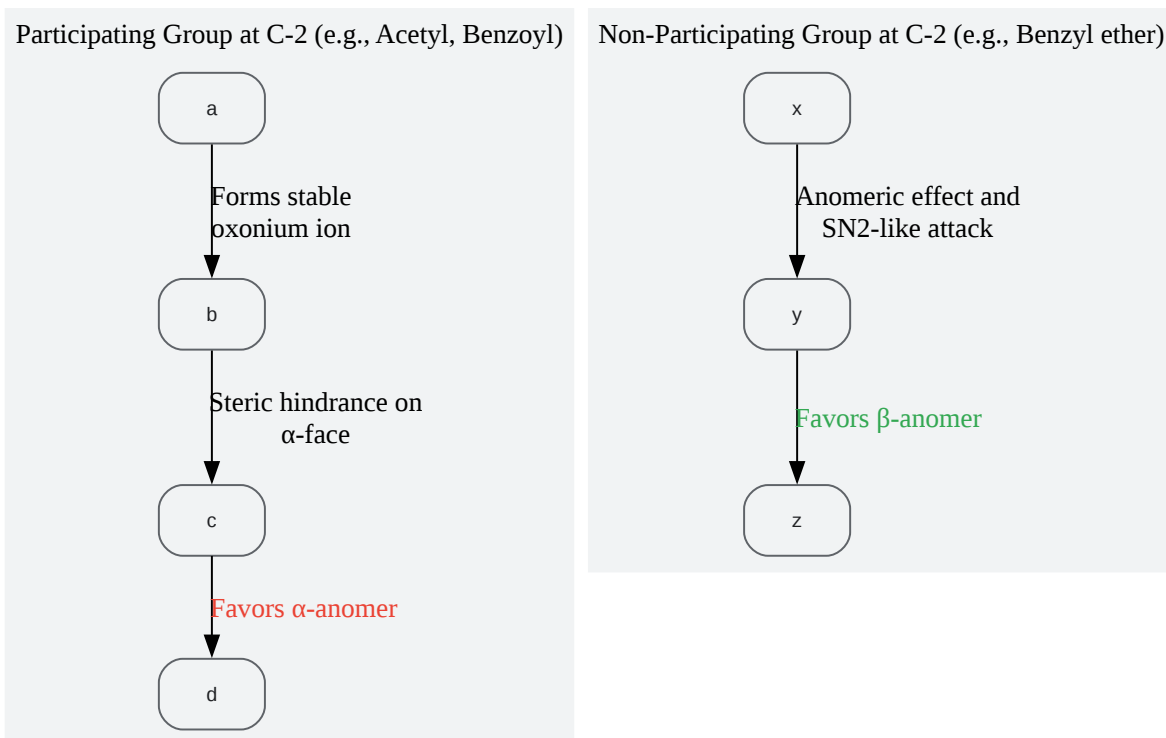 Participating Group at C-2 (e.g., Acetyl, Benzoyl)
a
Forms stable
oxonium ion
b
Steric hindrance on
α-face
c
Favors α-anomer
d
Non-Participating Group at C-2 (e.g., Benzyl ether)
x
Anomeric effect and
SN2-like attack
y
Favors β-anomer
z